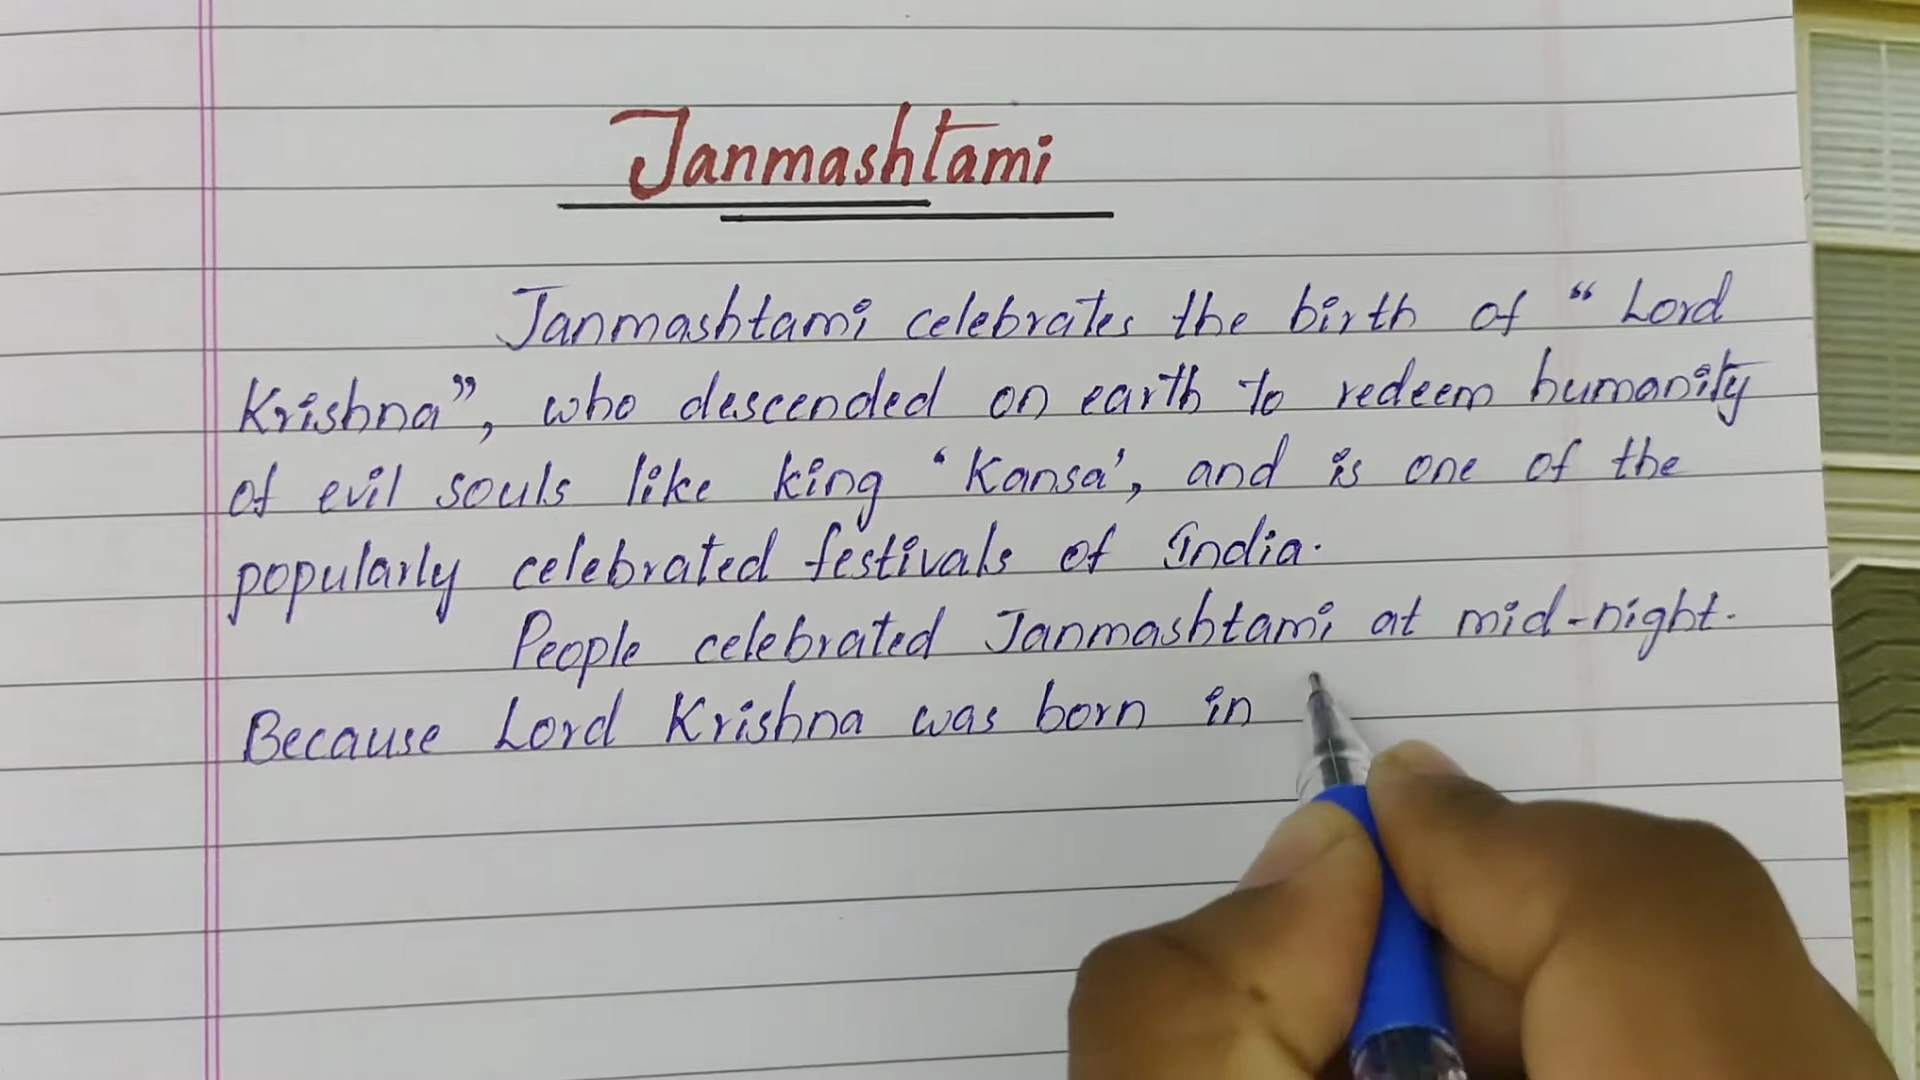 Janmashtami
Janmashtami celebrates the birth of “Lord
Krishna”, who descended on earth to redeem humanity
of evil souls like king ‘Kansa’, and is one of the
popularly celebrated festivals of India.
People celebrated Janmashtami at mid-night.
Because Lord Krishna was born in